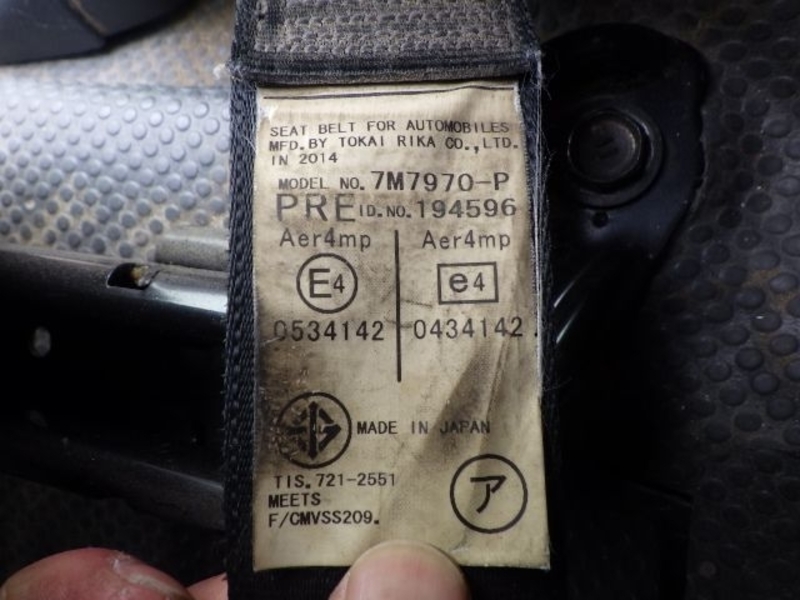 SEAT BELT FOR AUTOMOBILES
MFD. BY TOKAI RIKA CO., LTD.
IN 2014
MODEL NO. 7M7970-P
PRE ID. NO. 194596
Aer4mp Aer4mp
E4 e4
0534142 0434142
MADE IN JAPAN
TIS. 721-2551
MEETS
F/CMVSS209.
ア